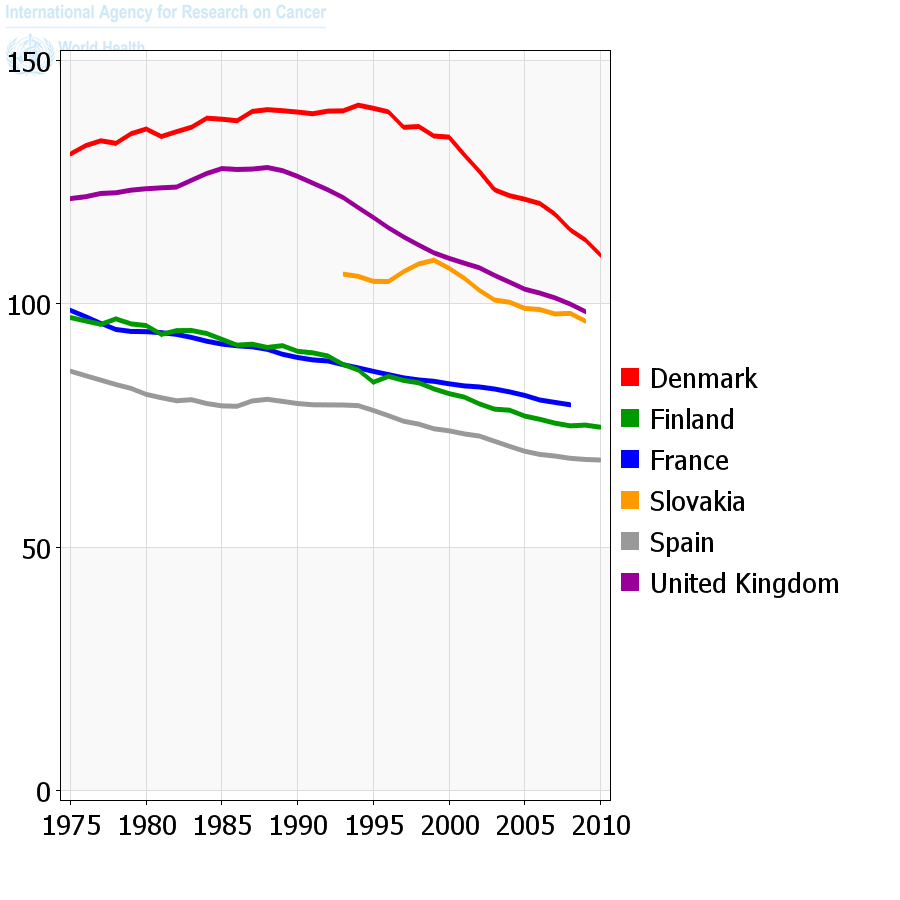 International Agency for Research on Cancer
World Health
150
100
50
0
1975 1980 1985 1990 1995 2000 2005 2010
Denmark
Finland
France
Slovakia
Spain
United Kingdom